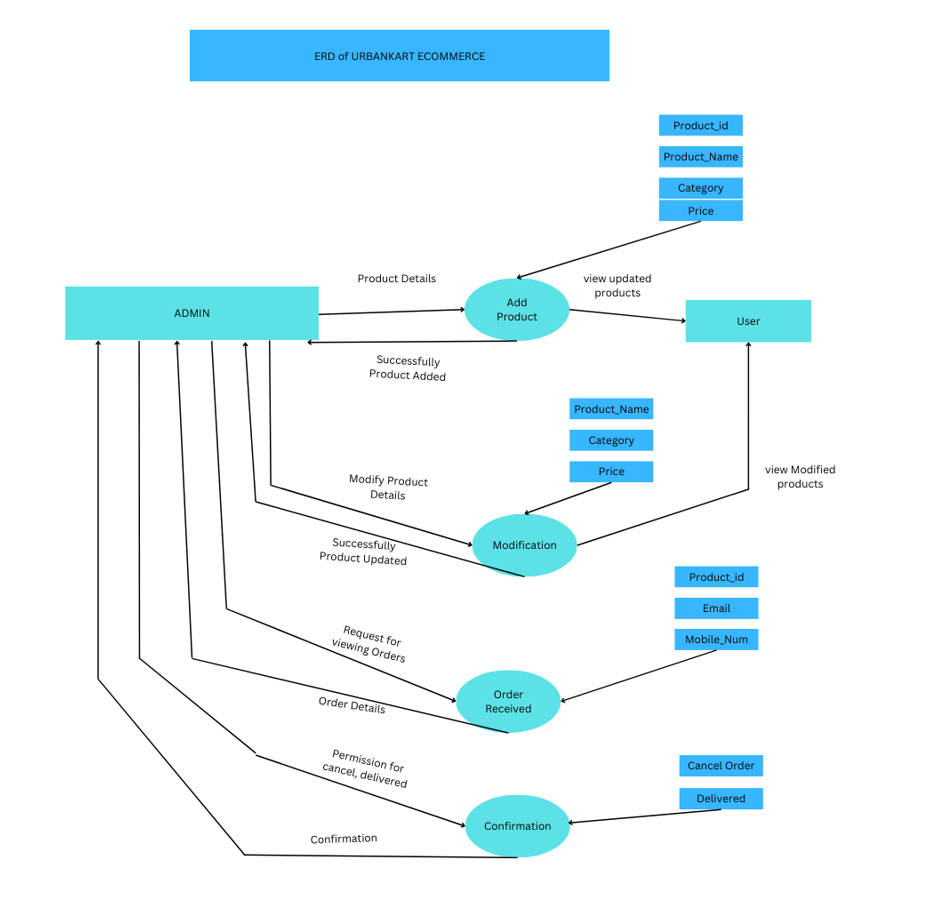 ERD of URBANKART ECOMMERCE
Product_id
Product_Name
Category
Price
Product Details
view updated
products
Add
Product
ADMIN
User
Successfully
Product Added
Product_Name
Category
Price
view Modified
products
Modify Product
Details
Modification
Successfully
Product Updated
Product_id
Email
Mobile_Num
Request for
viewing Orders
Order
Received
Order Details
Permission for
cancel, delivered
Cancel Order
Delivered
Confirmation
Confirmation